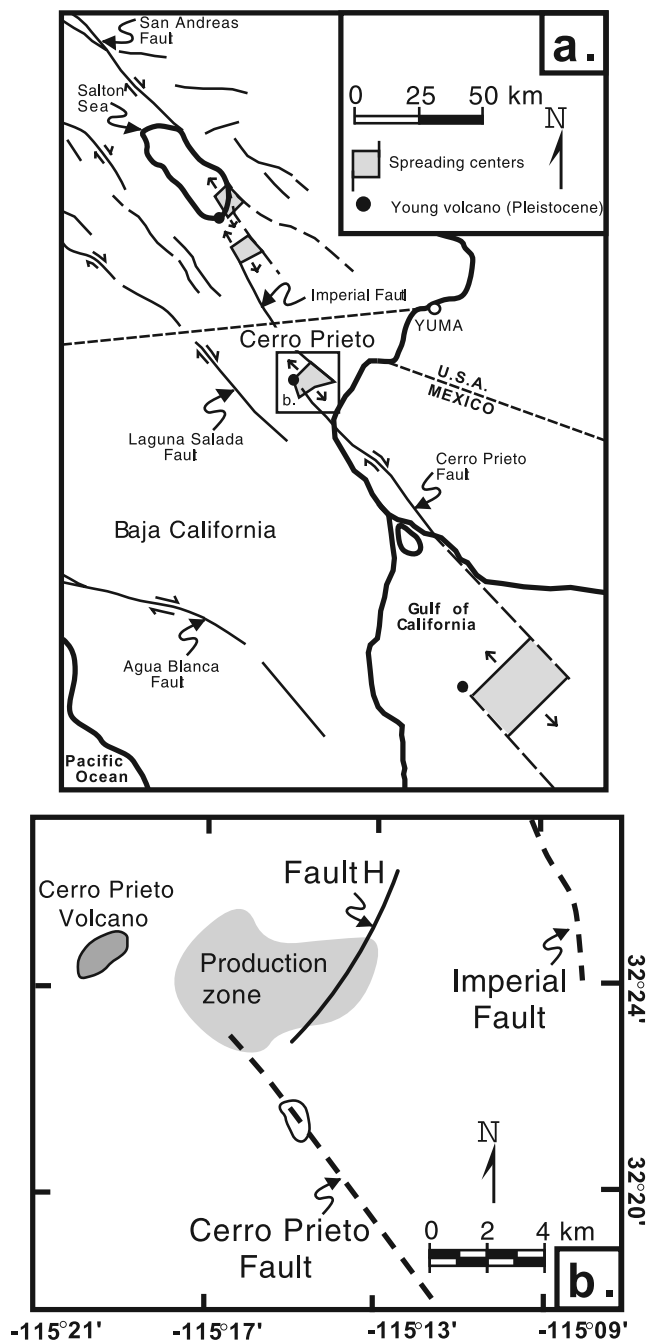 San Andreas
Fault
a.
Salton
Sea
0 25 50 km
N
Spreading centers
Young volcano (Pleistocene)
Imperial Fault
YUMA
Cerro Prieto
b.
U.S.A.
MEXICO
Laguna Salada
Fault
Cerro Prieto
Fault
Baja California
Gulf of
California
Agua Blanca
Fault
Pacific
Ocean
Cerro Prieto
Volcano
Fault H
Production
zone
Imperial
Fault
32°24'
N
32°20'
Cerro Prieto
Fault
0 2 4 km
b.
-115°21' -115°17' -115°13' -115°09'